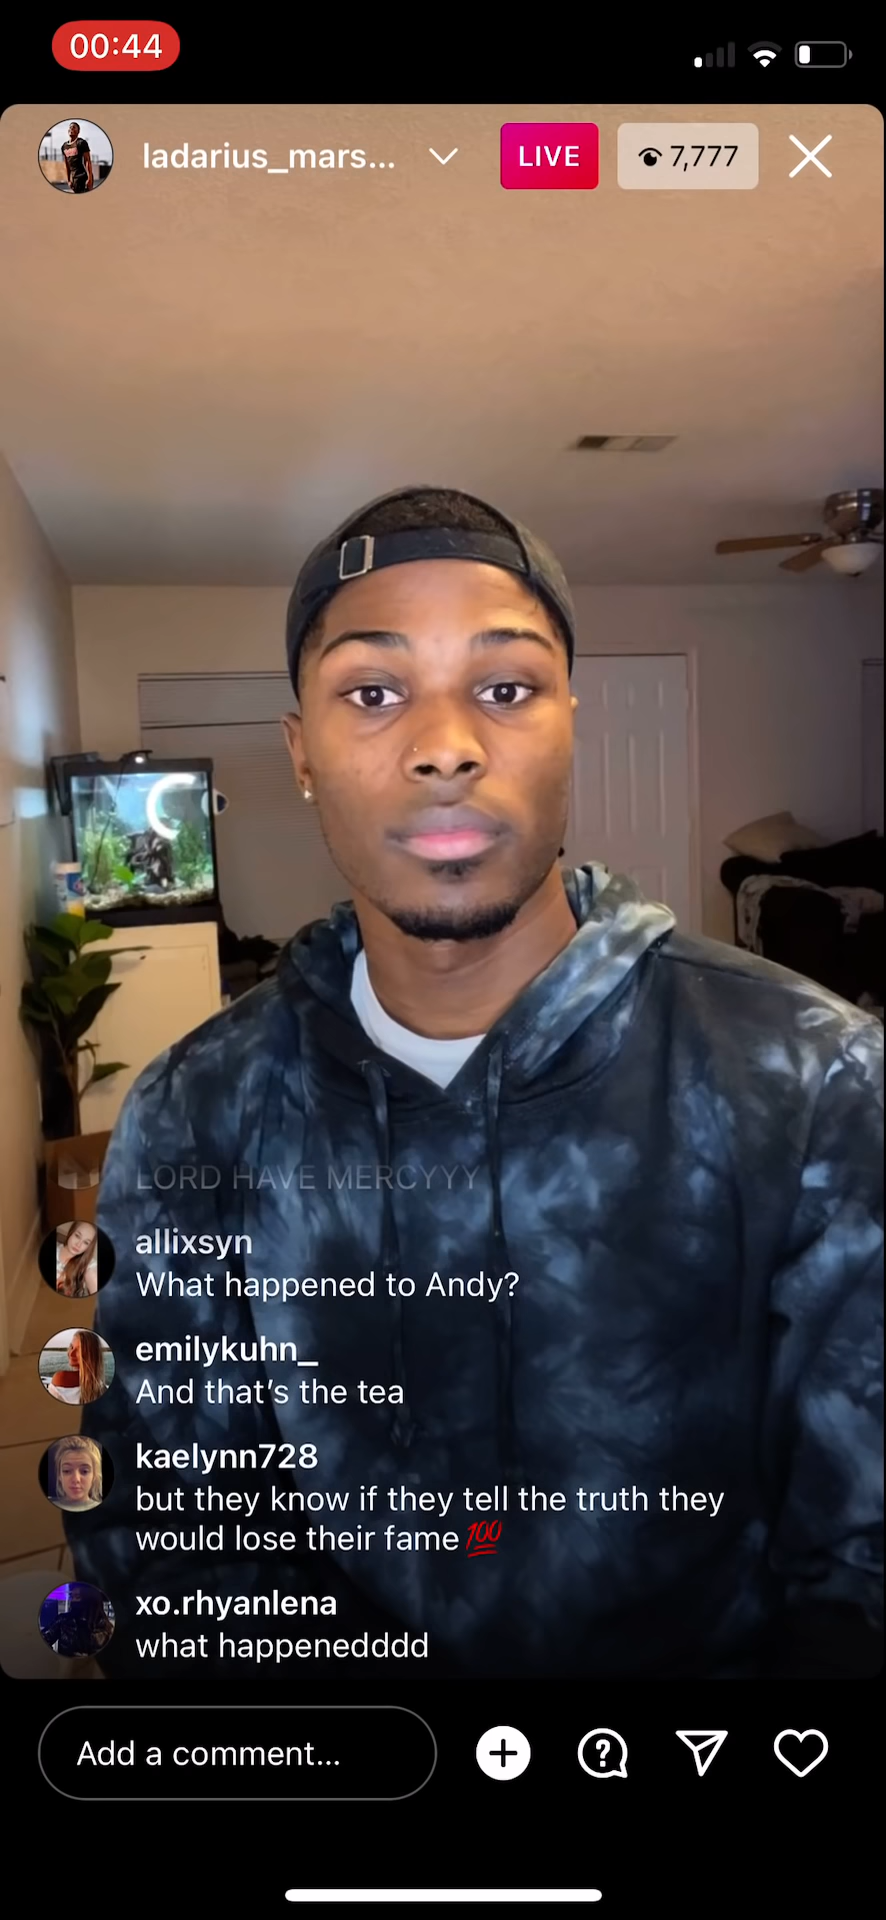 00:44
ladarius_mars...
LIVE
7,777
LORD HAVE MERCYYY
allixsyn
What happened to Andy?
emilykuhn_
And that's the tea
kaelynn728
but they know if they tell the truth they
would lose their fame 💯
xo.rhyanlena
what happenedddd
Add a comment...